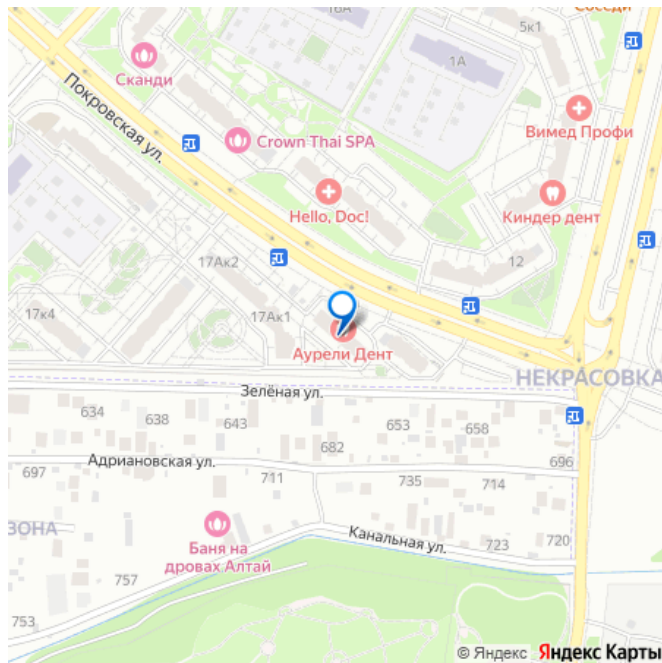 16А
Соседи
5к1
1А
Сканди
Покровская ул.
Crown Thai SPA
Вимед Профи
Hello, Doc!
Киндер дент
17Ак2
12
17к4
17Ак1
Аурели Дент
НЕКРАСОВКА
Зелёная ул.
634
638
643
653
658
682
696
Адриановская ул.
697
711
735
714
ЗОНА
Канальная ул.
723
720
Баня на
дровах Алтай
757
753
© Яндекс Яндекс Карты